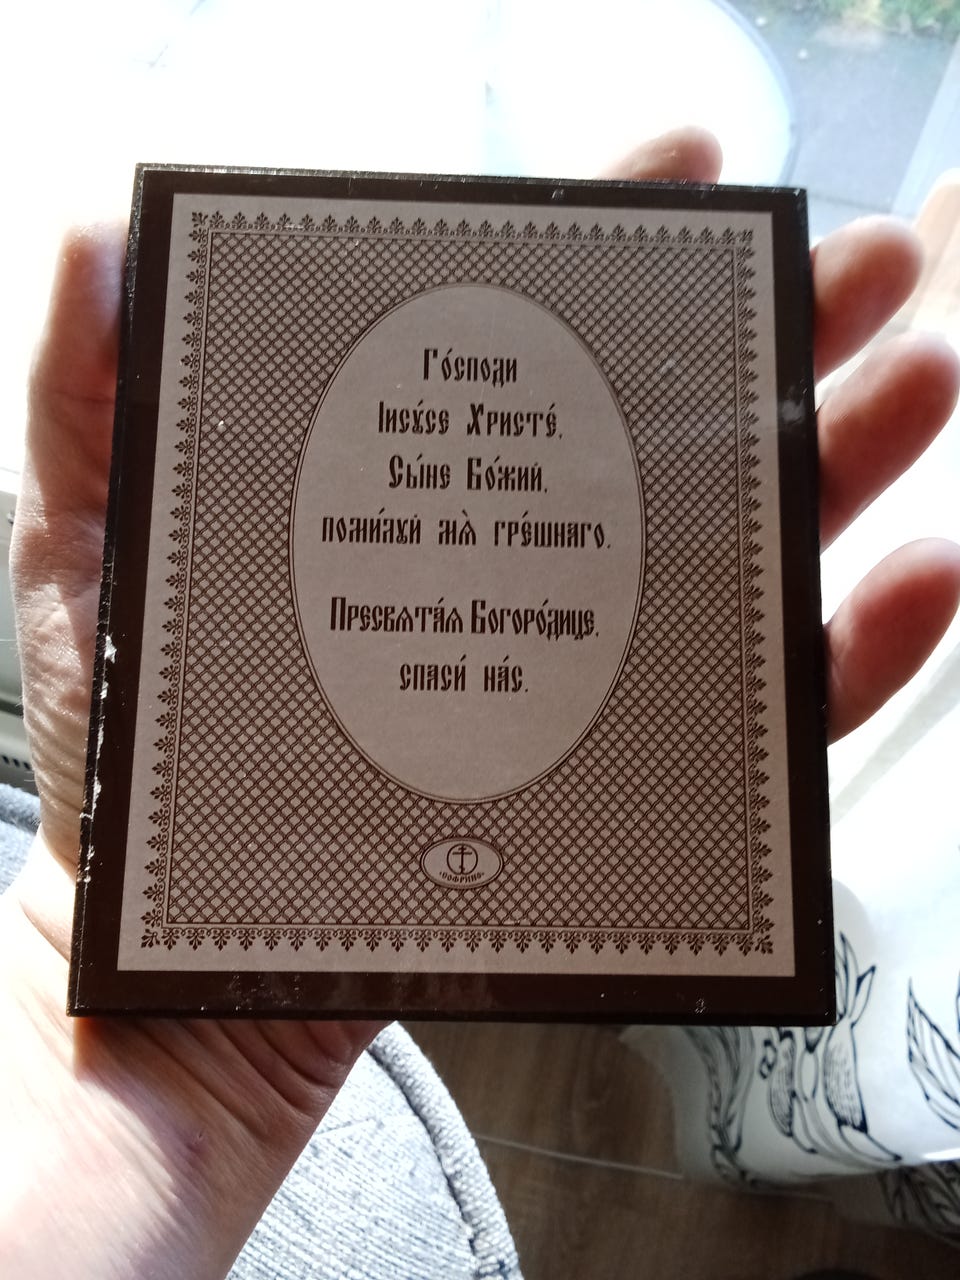 Го́споди
Іисꙋ́се Христе́,
Сы́не Бо́жий,
поми́лꙋй мѧ̀ грѣ́шнаго.
Пресвѧта́ѧ Богоро́дице,
спаси́ на́с.
•СОФРИНО•